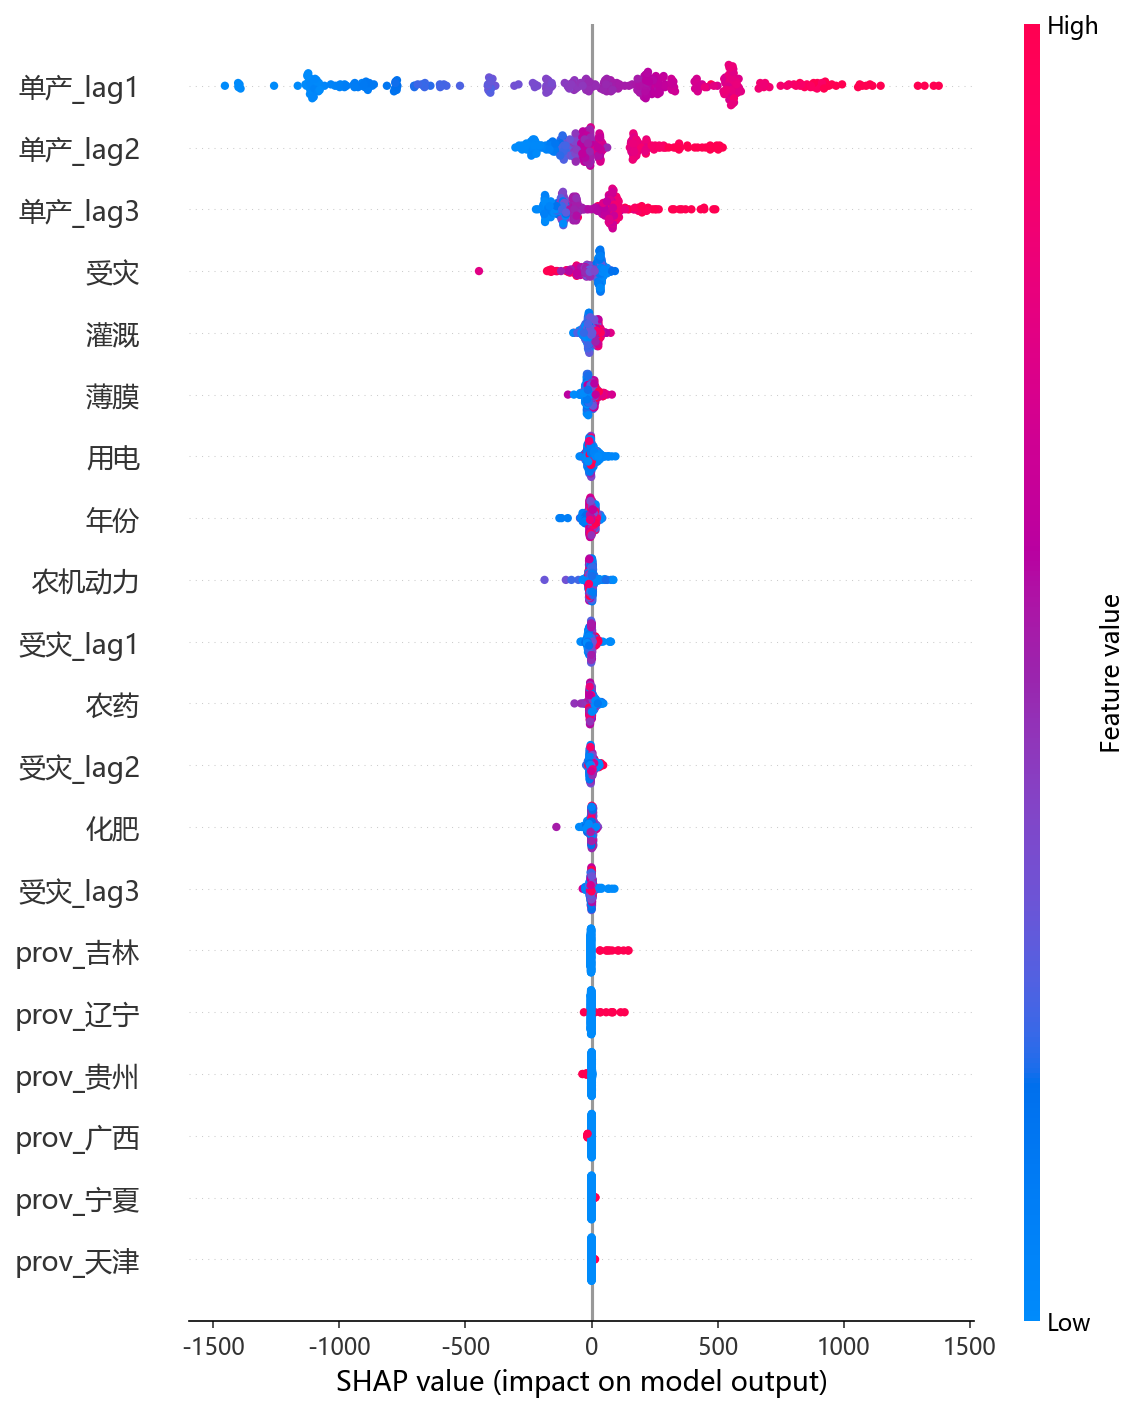 High
单产_lag1
单产_lag2
单产_lag3
受灾
灌溉
薄膜
用电
年份
农机动力
受灾_lag1
农药
受灾_lag2
化肥
受灾_lag3
prov_吉林
prov_辽宁
prov_贵州
prov_广西
prov_宁夏
prov_天津
Feature value
Low
-1500 -1000 -500 0 500 1000 1500
SHAP value (impact on model output)